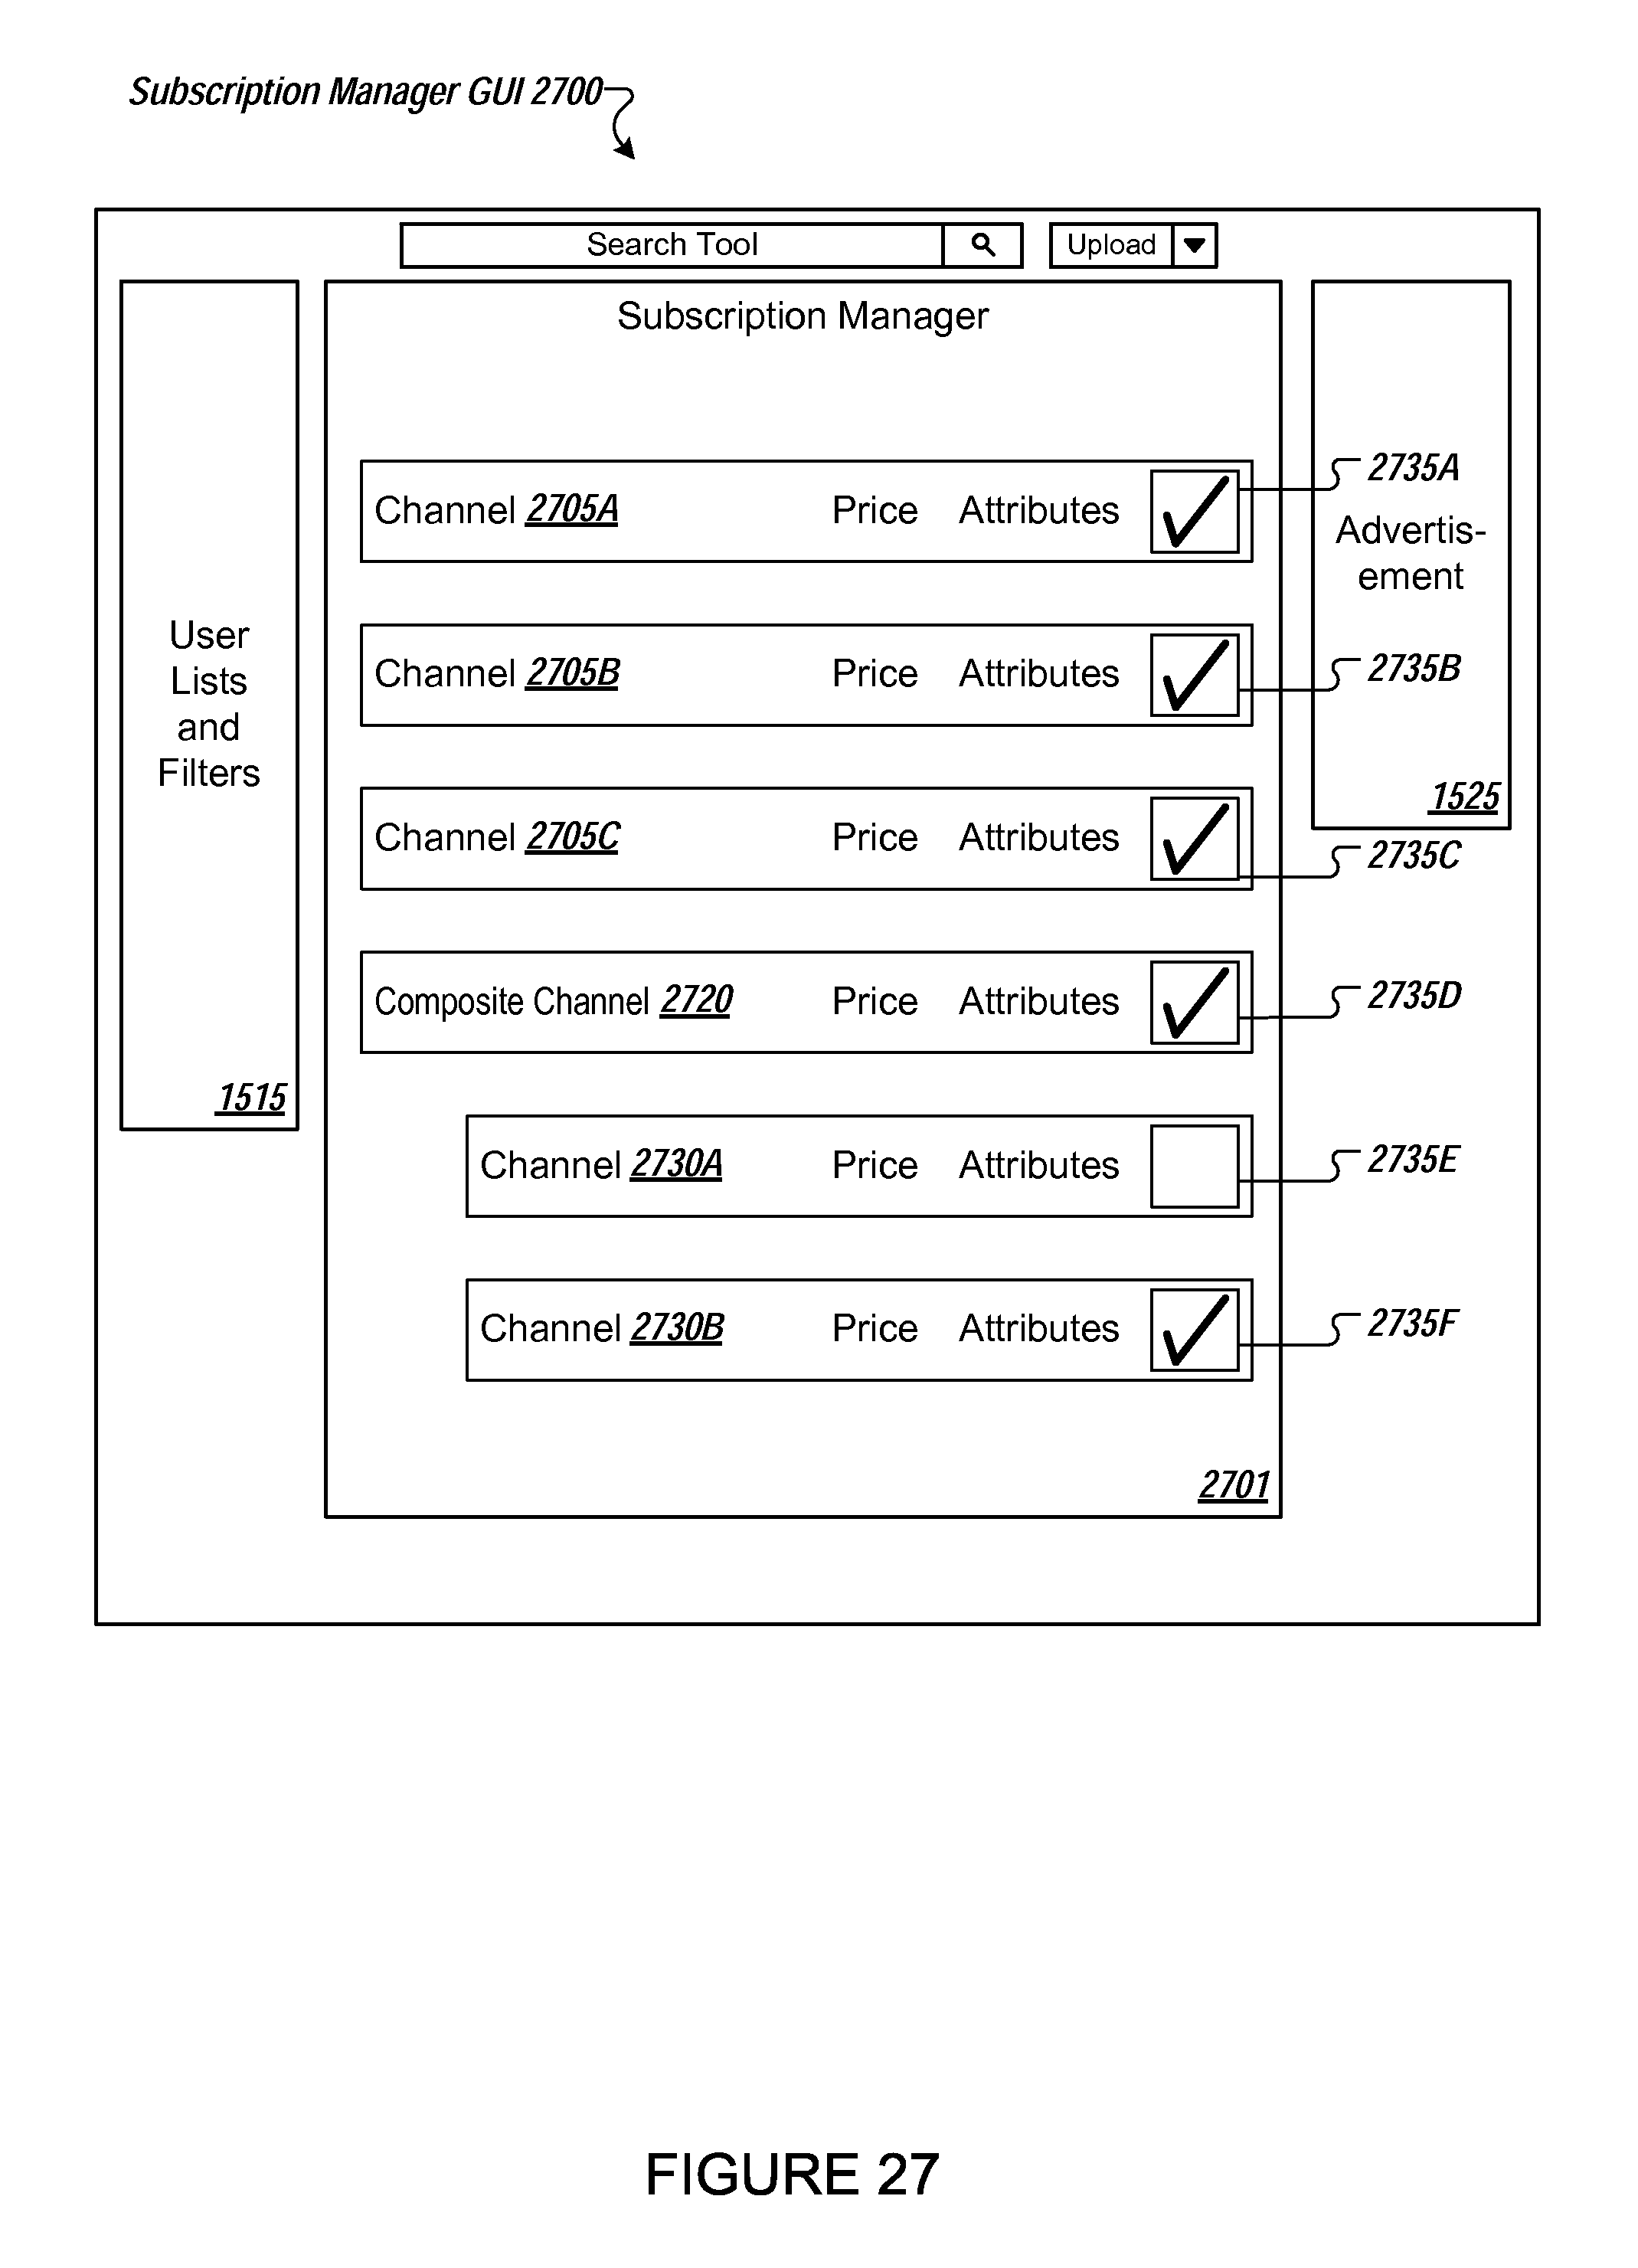 Subscription Manager GUI 2700
Search Tool
Upload
Subscription Manager
User
Lists
and
Filters
1515
Channel 2705A Price Attributes
Channel 2705B Price Attributes
Channel 2705C Price Attributes
Composite Channel 2720 Price Attributes
Channel 2730A Price Attributes
Channel 2730B Price Attributes
2701
2735A
Advertis-
ement
2735B
1525
2735C
2735D
2735E
2735F
FIGURE 27